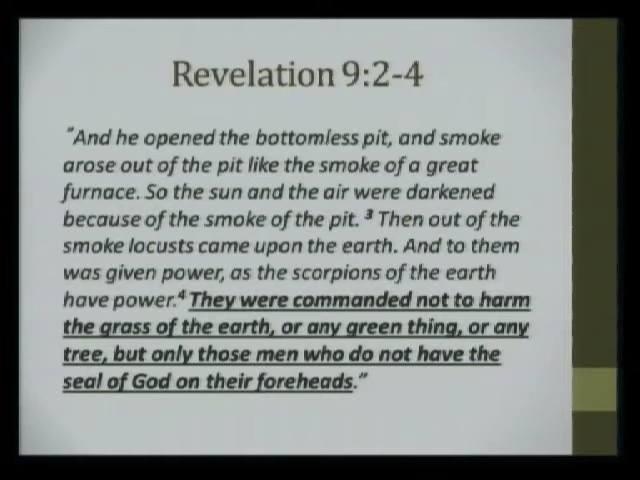 Revelation 9:2-4
"And he opened the bottomless pit, and smoke
arose out of the pit like the smoke of a great
furnace. So the sun and the air were darkened
because of the smoke of the pit. 3 Then out of the
smoke locusts came upon the earth. And to them
was given power, as the scorpions of the earth
have power.4 They were commanded not to harm
the grass of the earth, or any green thing, or any
tree, but only those men who do not have the
seal of God on their foreheads."